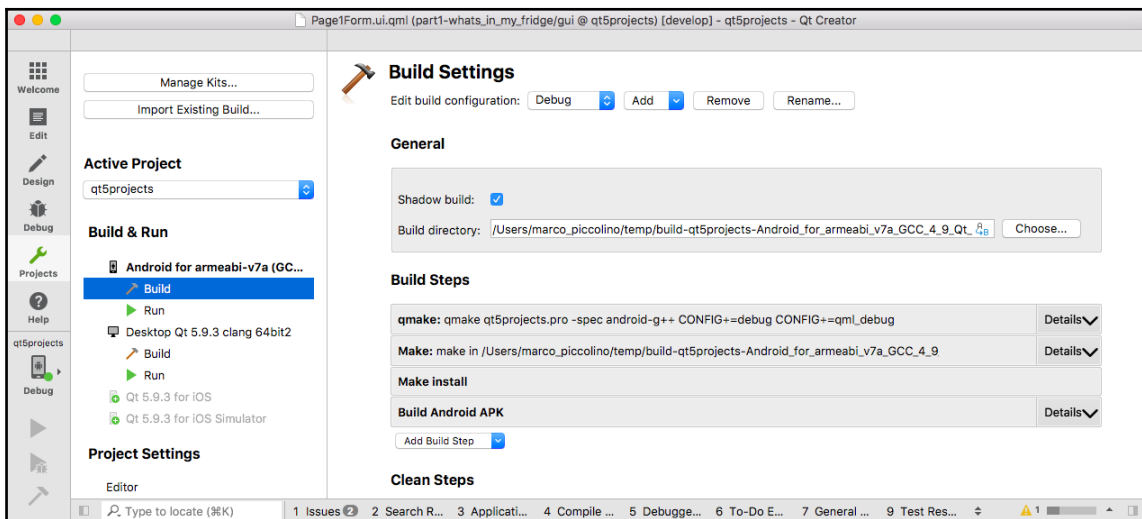 Page1Form.ui.qml (part1-whats_in_my_fridge/gui @ qt5projects) [develop] - qt5projects - Qt Creator
Welcome
Edit
Design
Debug
Projects
Help
qt5projects
Debug
Manage Kits...
Import Existing Build...
Active Project
qt5projects
Build & Run
Android for armeabi-v7a (GC...
Build
Run
Desktop Qt 5.9.3 clang 64bit2
Build
Run
Qt 5.9.3 for iOS
Qt 5.9.3 for iOS Simulator
Project Settings
Editor
Build Settings
Edit build configuration: Debug Add Remove Rename...
General
Shadow build:
Build directory: /Users/marco_piccolino/temp/build-qt5projects-Android_for_armeabi_v7a_GCC_4_9_Qt_ Choose...
Build Steps
qmake: qmake qt5projects.pro -spec android-g++ CONFIG+=debug CONFIG+=qml_debug Details
Make: make in /Users/marco_piccolino/temp/build-qt5projects-Android_for_armeabi_v7a_GCC_4_9 Details
Make install
Build Android APK Details
Add Build Step
Clean Steps
Type to locate (⌘K) 1 Issues 2 2 Search R... 3 Applicati... 4 Compile ... 5 Debugge... 6 To-Do E... 7 General ... 9 Test Res... 1